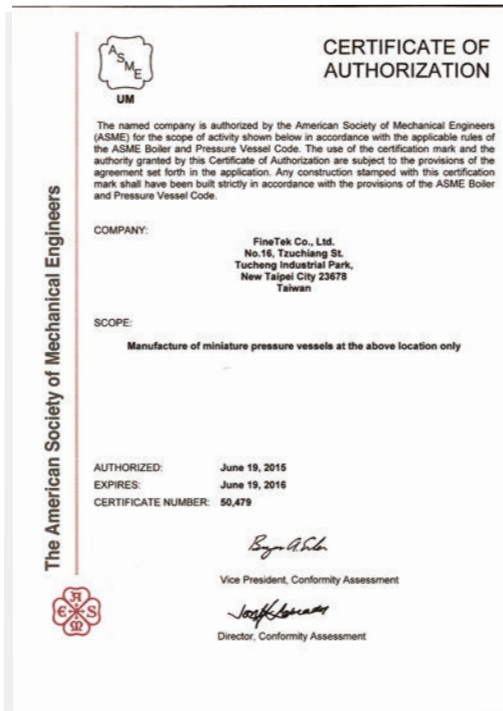 ASME
UM
CERTIFICATE OF
AUTHORIZATION
The named company is authorized by the American Society of Mechanical Engineers
(ASME) for the scope of activity shown below in accordance with the applicable rules of
the ASME Boiler and Pressure Vessel Code. The use of the certification mark and the
authority granted by this Certificate of Authorization are subject to the provisions of the
agreement set forth in the application. Any construction stamped with this certification
mark shall have been built strictly in accordance with the provisions of the ASME Boiler
and Pressure Vessel Code.
COMPANY:
FineTek Co., Ltd.
No.16, Tzuchiang St.
Tucheng Industrial Park,
New Taipei City 23678
Taiwan
SCOPE:
Manufacture of miniature pressure vessels at the above location only
AUTHORIZED: June 19, 2015
EXPIRES: June 19, 2016
CERTIFICATE NUMBER: 50,479
Vice President, Conformity Assessment
Director, Conformity Assessment
The American Society of Mechanical Engineers
ASME